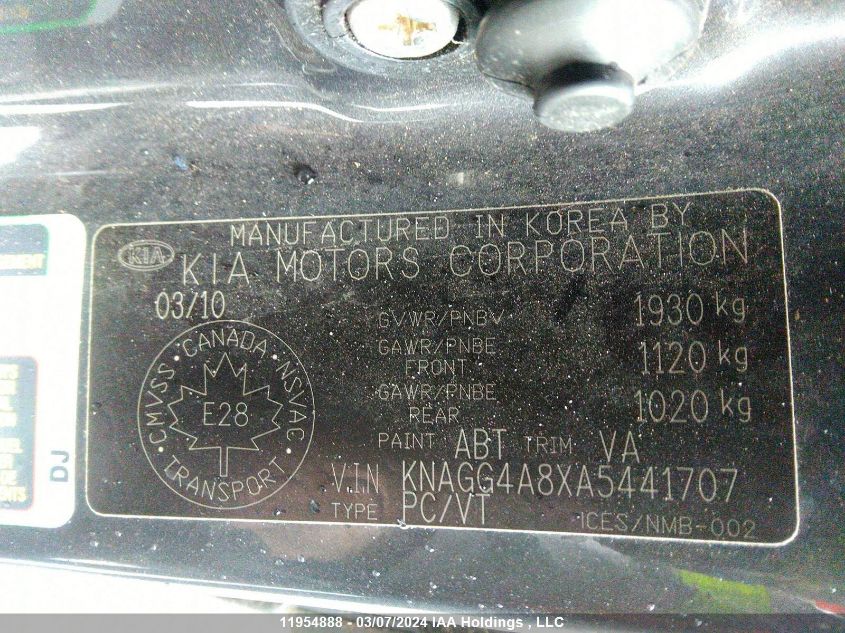 MANUFACTURED IN KOREA BY
KIA KIA MOTORS CORPORATION
03/10
GVWR/PNBV 1930 kg
GAWR/PNBE FRONT 1120 kg
GAWR/PNBE REAR 1020 kg
CANADA · NSVAC · TRANSPORT · CMVSS ·
E28
PAINT ABT TRIM VA
VIN KNAGG4A8XA5441707
TYPE PC/VT ICES/NMB-002
DJ
11954888 - 03/07/2024 IAA Holdings , LLC